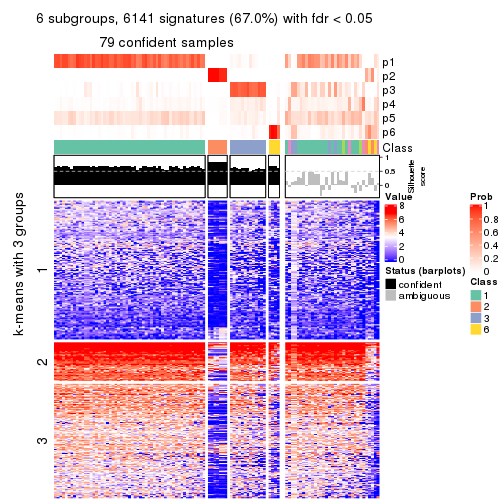 6 subgroups, 6141 signatures (67.0%) with fdr < 0.05
79 confident samples
p1
p2
p3
p4
p5
p6
Class
1
0.5
0
Silhouette
score
k-means with 3 groups
1
2
3
Value
8
6
4
2
0
Status (barplots)
confident
ambiguous
Prob
1
0.8
0.6
0.4
0.2
0
Class
1
2
3
6